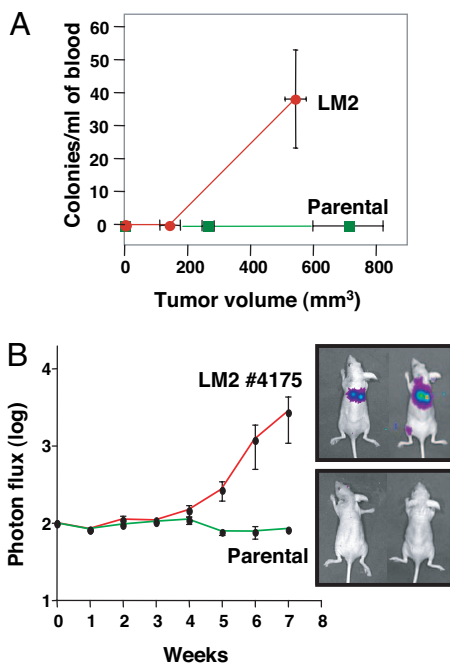 A
Colonies/ml of blood
60
50
40
30
20
10
0
LM2
Parental
0 200 400 600 800
Tumor volume (mm³)
B
Photon flux (log)
4
3
2
1
LM2 #4175
Parental
0 1 2 3 4 5 6 7 8
Weeks